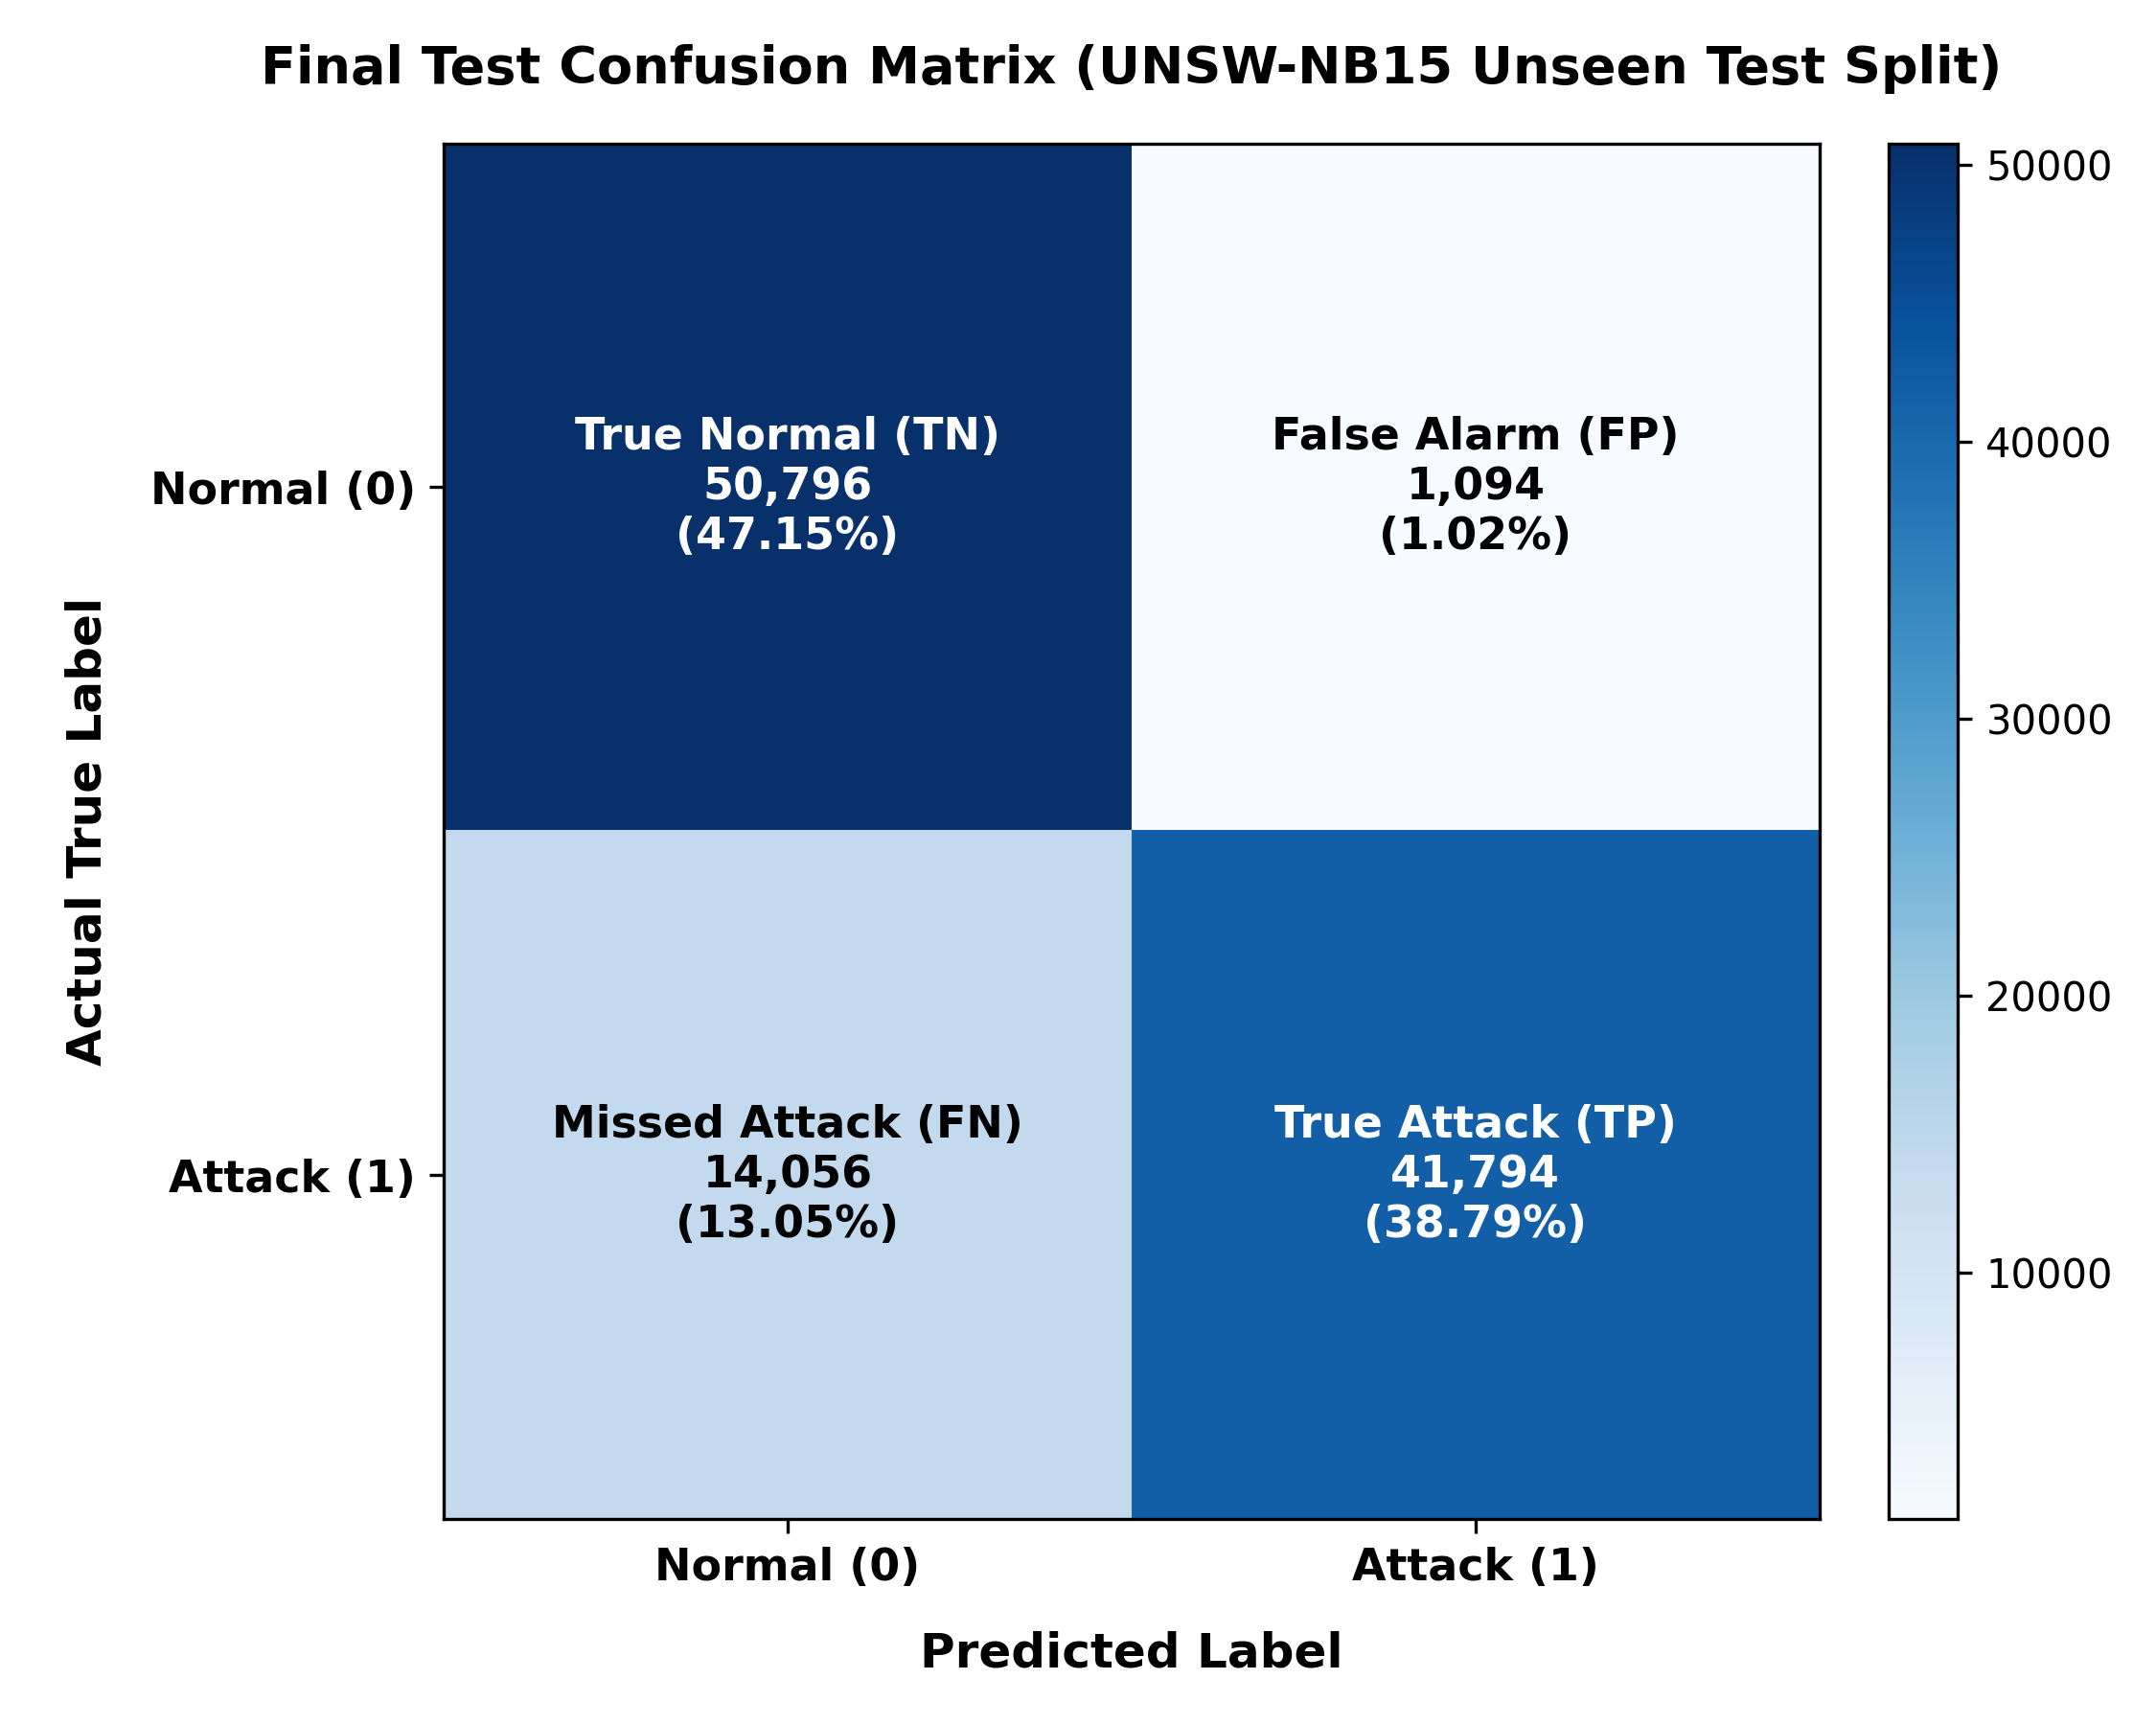 Final Test Confusion Matrix (UNSW-NB15 Unseen Test Split)
Actual True Label
Normal (0)
Attack (1)
True Normal (TN)
50,796
(47.15%)
False Alarm (FP)
1,094
(1.02%)
Missed Attack (FN)
14,056
(13.05%)
True Attack (TP)
41,794
(38.79%)
Normal (0)
Attack (1)
Predicted Label
50000
40000
30000
20000
10000